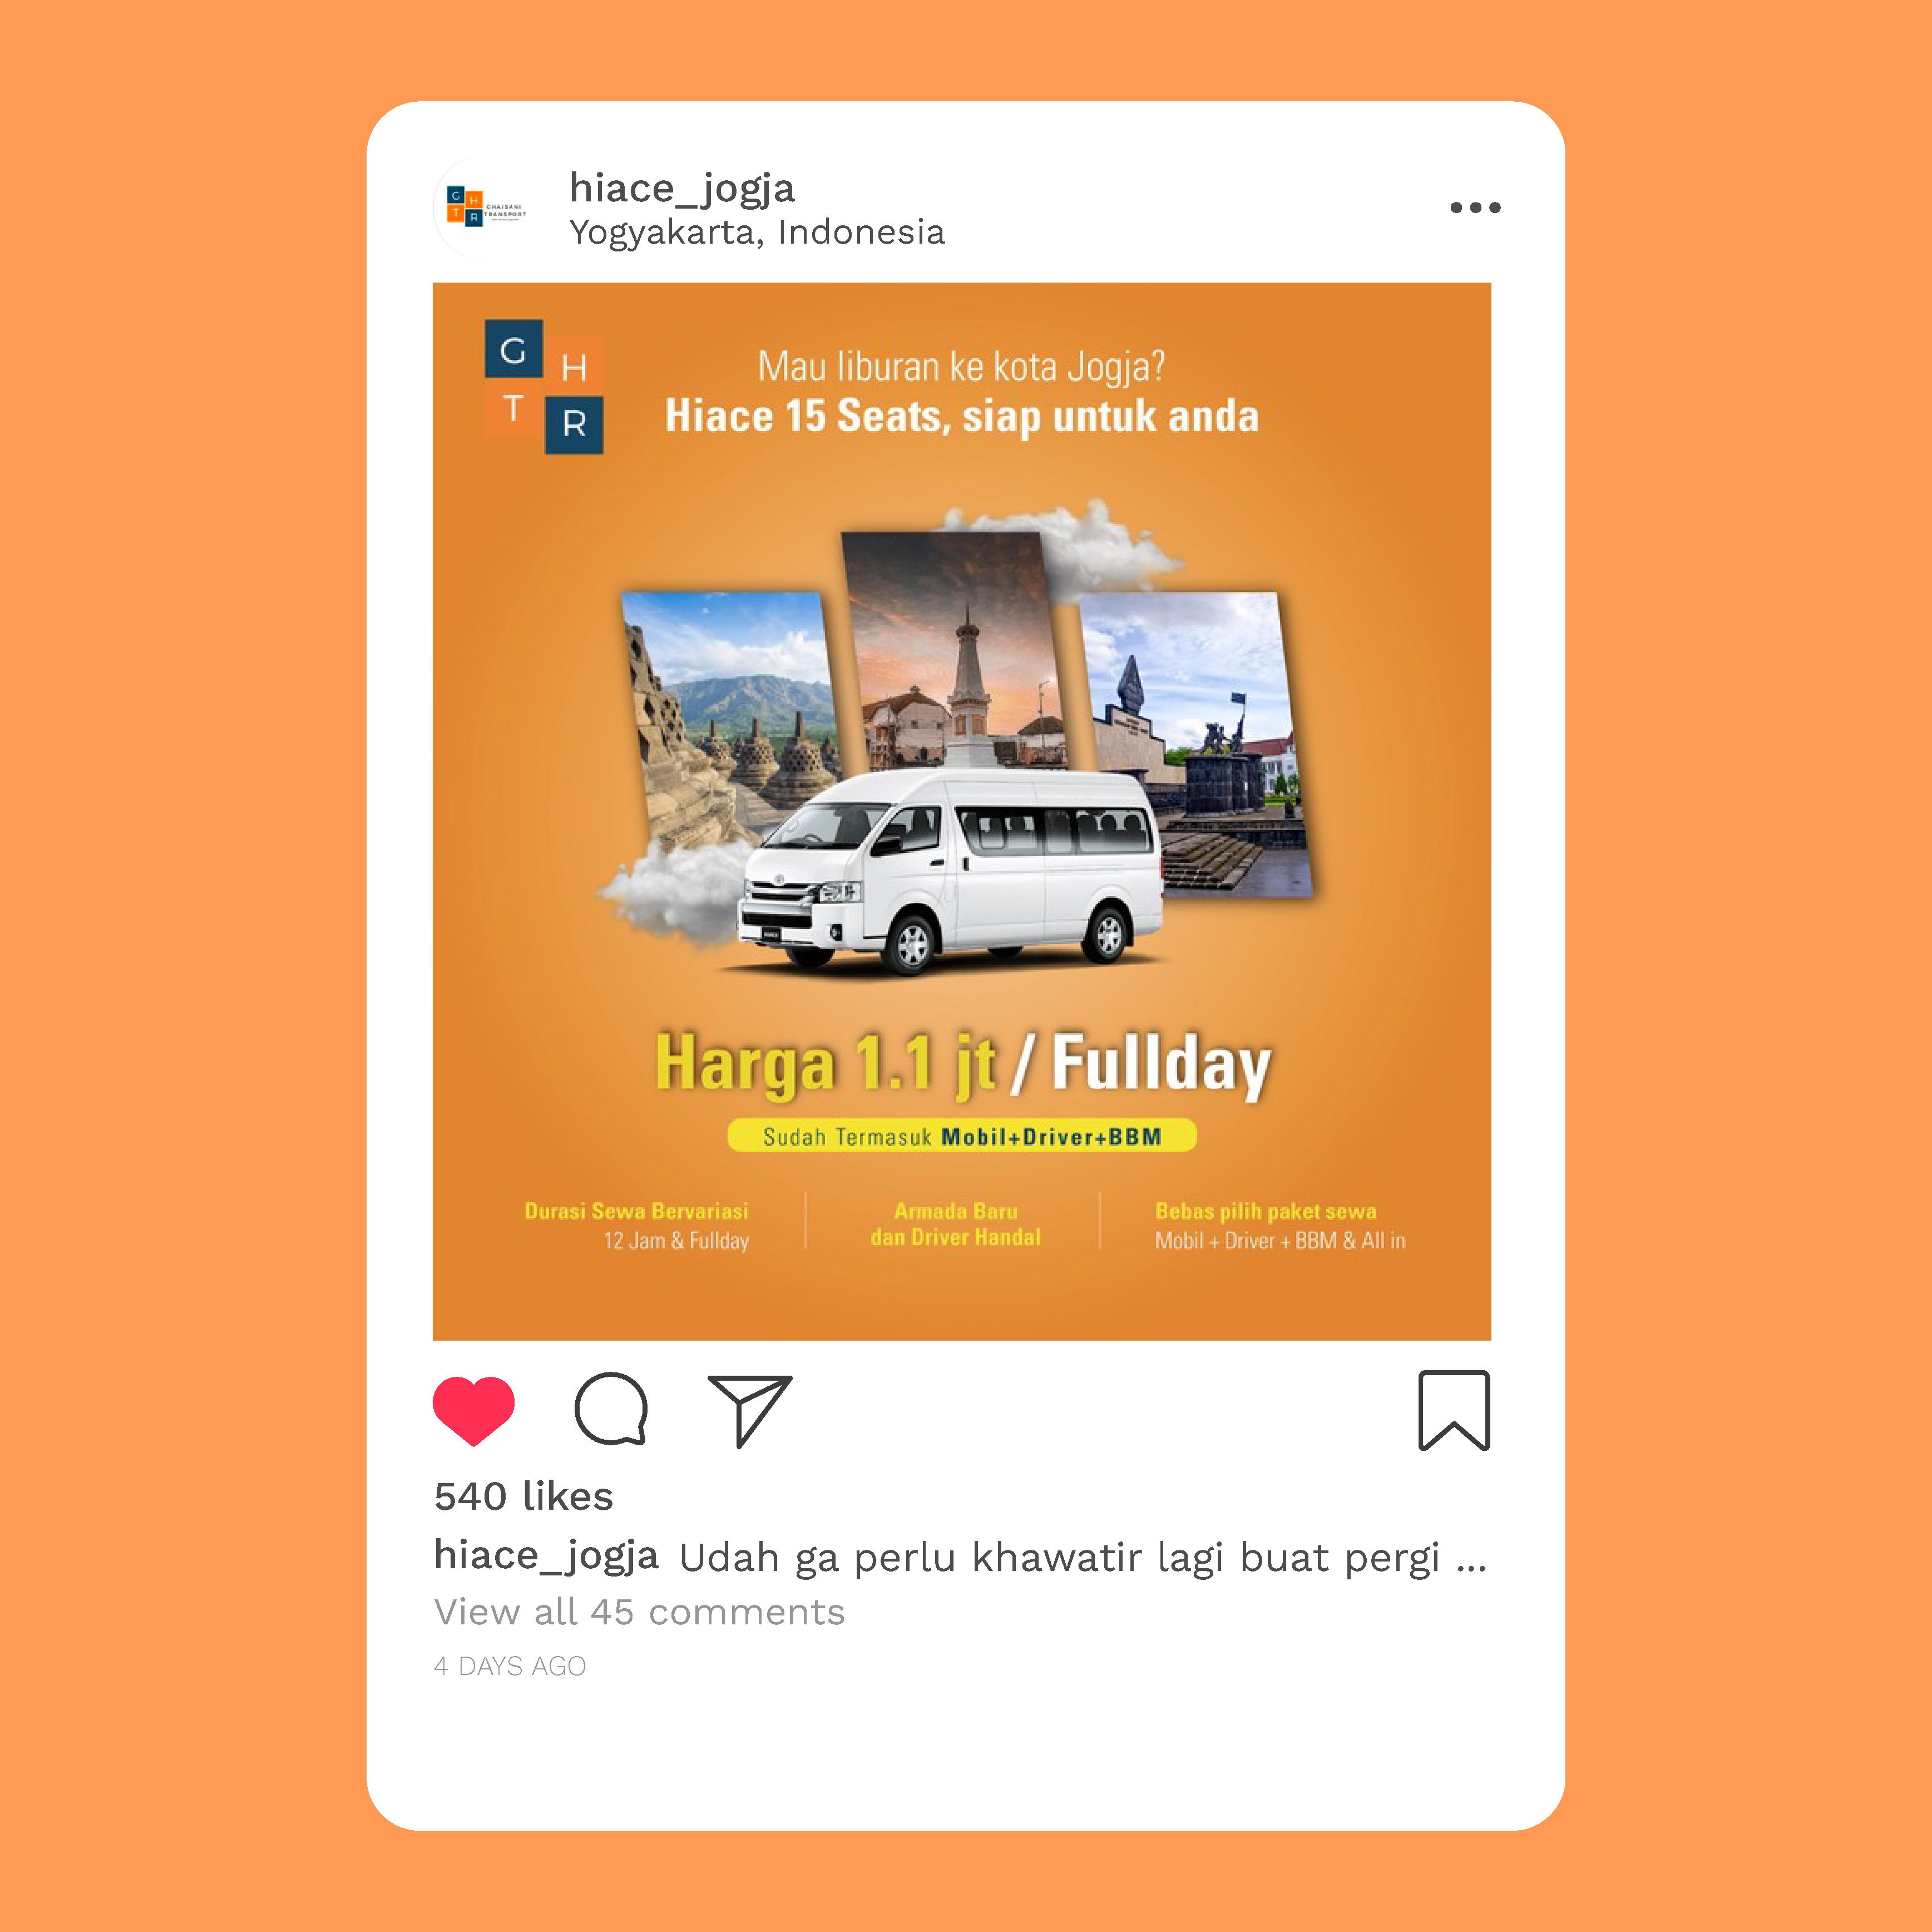 G H
T R
GHAISANI
TRANSPORT
hiace_jogja
Yogyakarta, Indonesia
G
H
T
R
Mau liburan ke kota Jogja?
Hiace 15 Seats, siap untuk anda
Harga 1.1 jt / Fullday
Sudah Termasuk Mobil+Driver+BBM
Durasi Sewa Bervariasi
12 Jam & Fullday
Armada Baru
dan Driver Handal
Bebas pilih paket sewa
Mobil + Driver + BBM & All in
540 likes
hiace_jogja Udah ga perlu khawatir lagi buat pergi ...
View all 45 comments
4 DAYS AGO